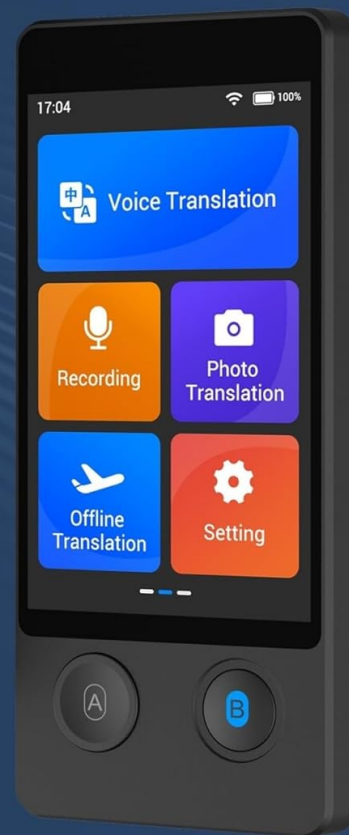 17:04
100%
中
A
Voice Translation
Recording
Photo
Translation
Offline
Translation
Setting
A
B